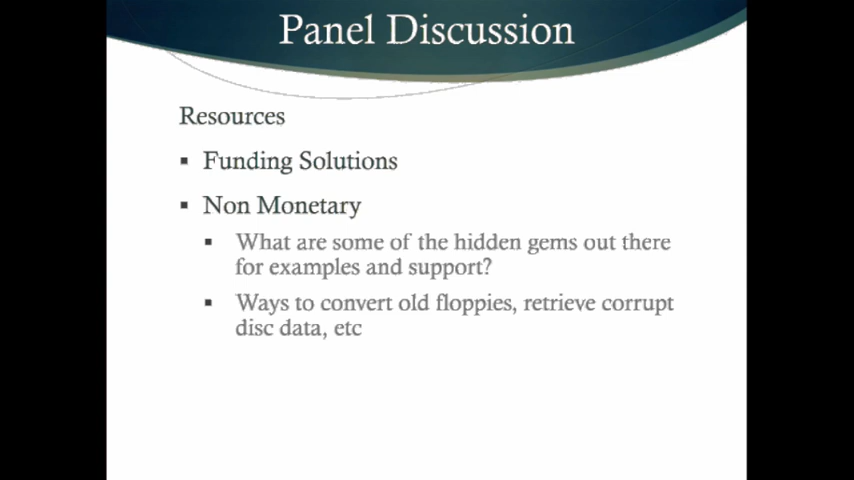 Panel Discussion
Resources
▪ Funding Solutions
▪ Non Monetary
▪ What are some of the hidden gems out there
for examples and support?
▪ Ways to convert old floppies, retrieve corrupt
disc data, etc